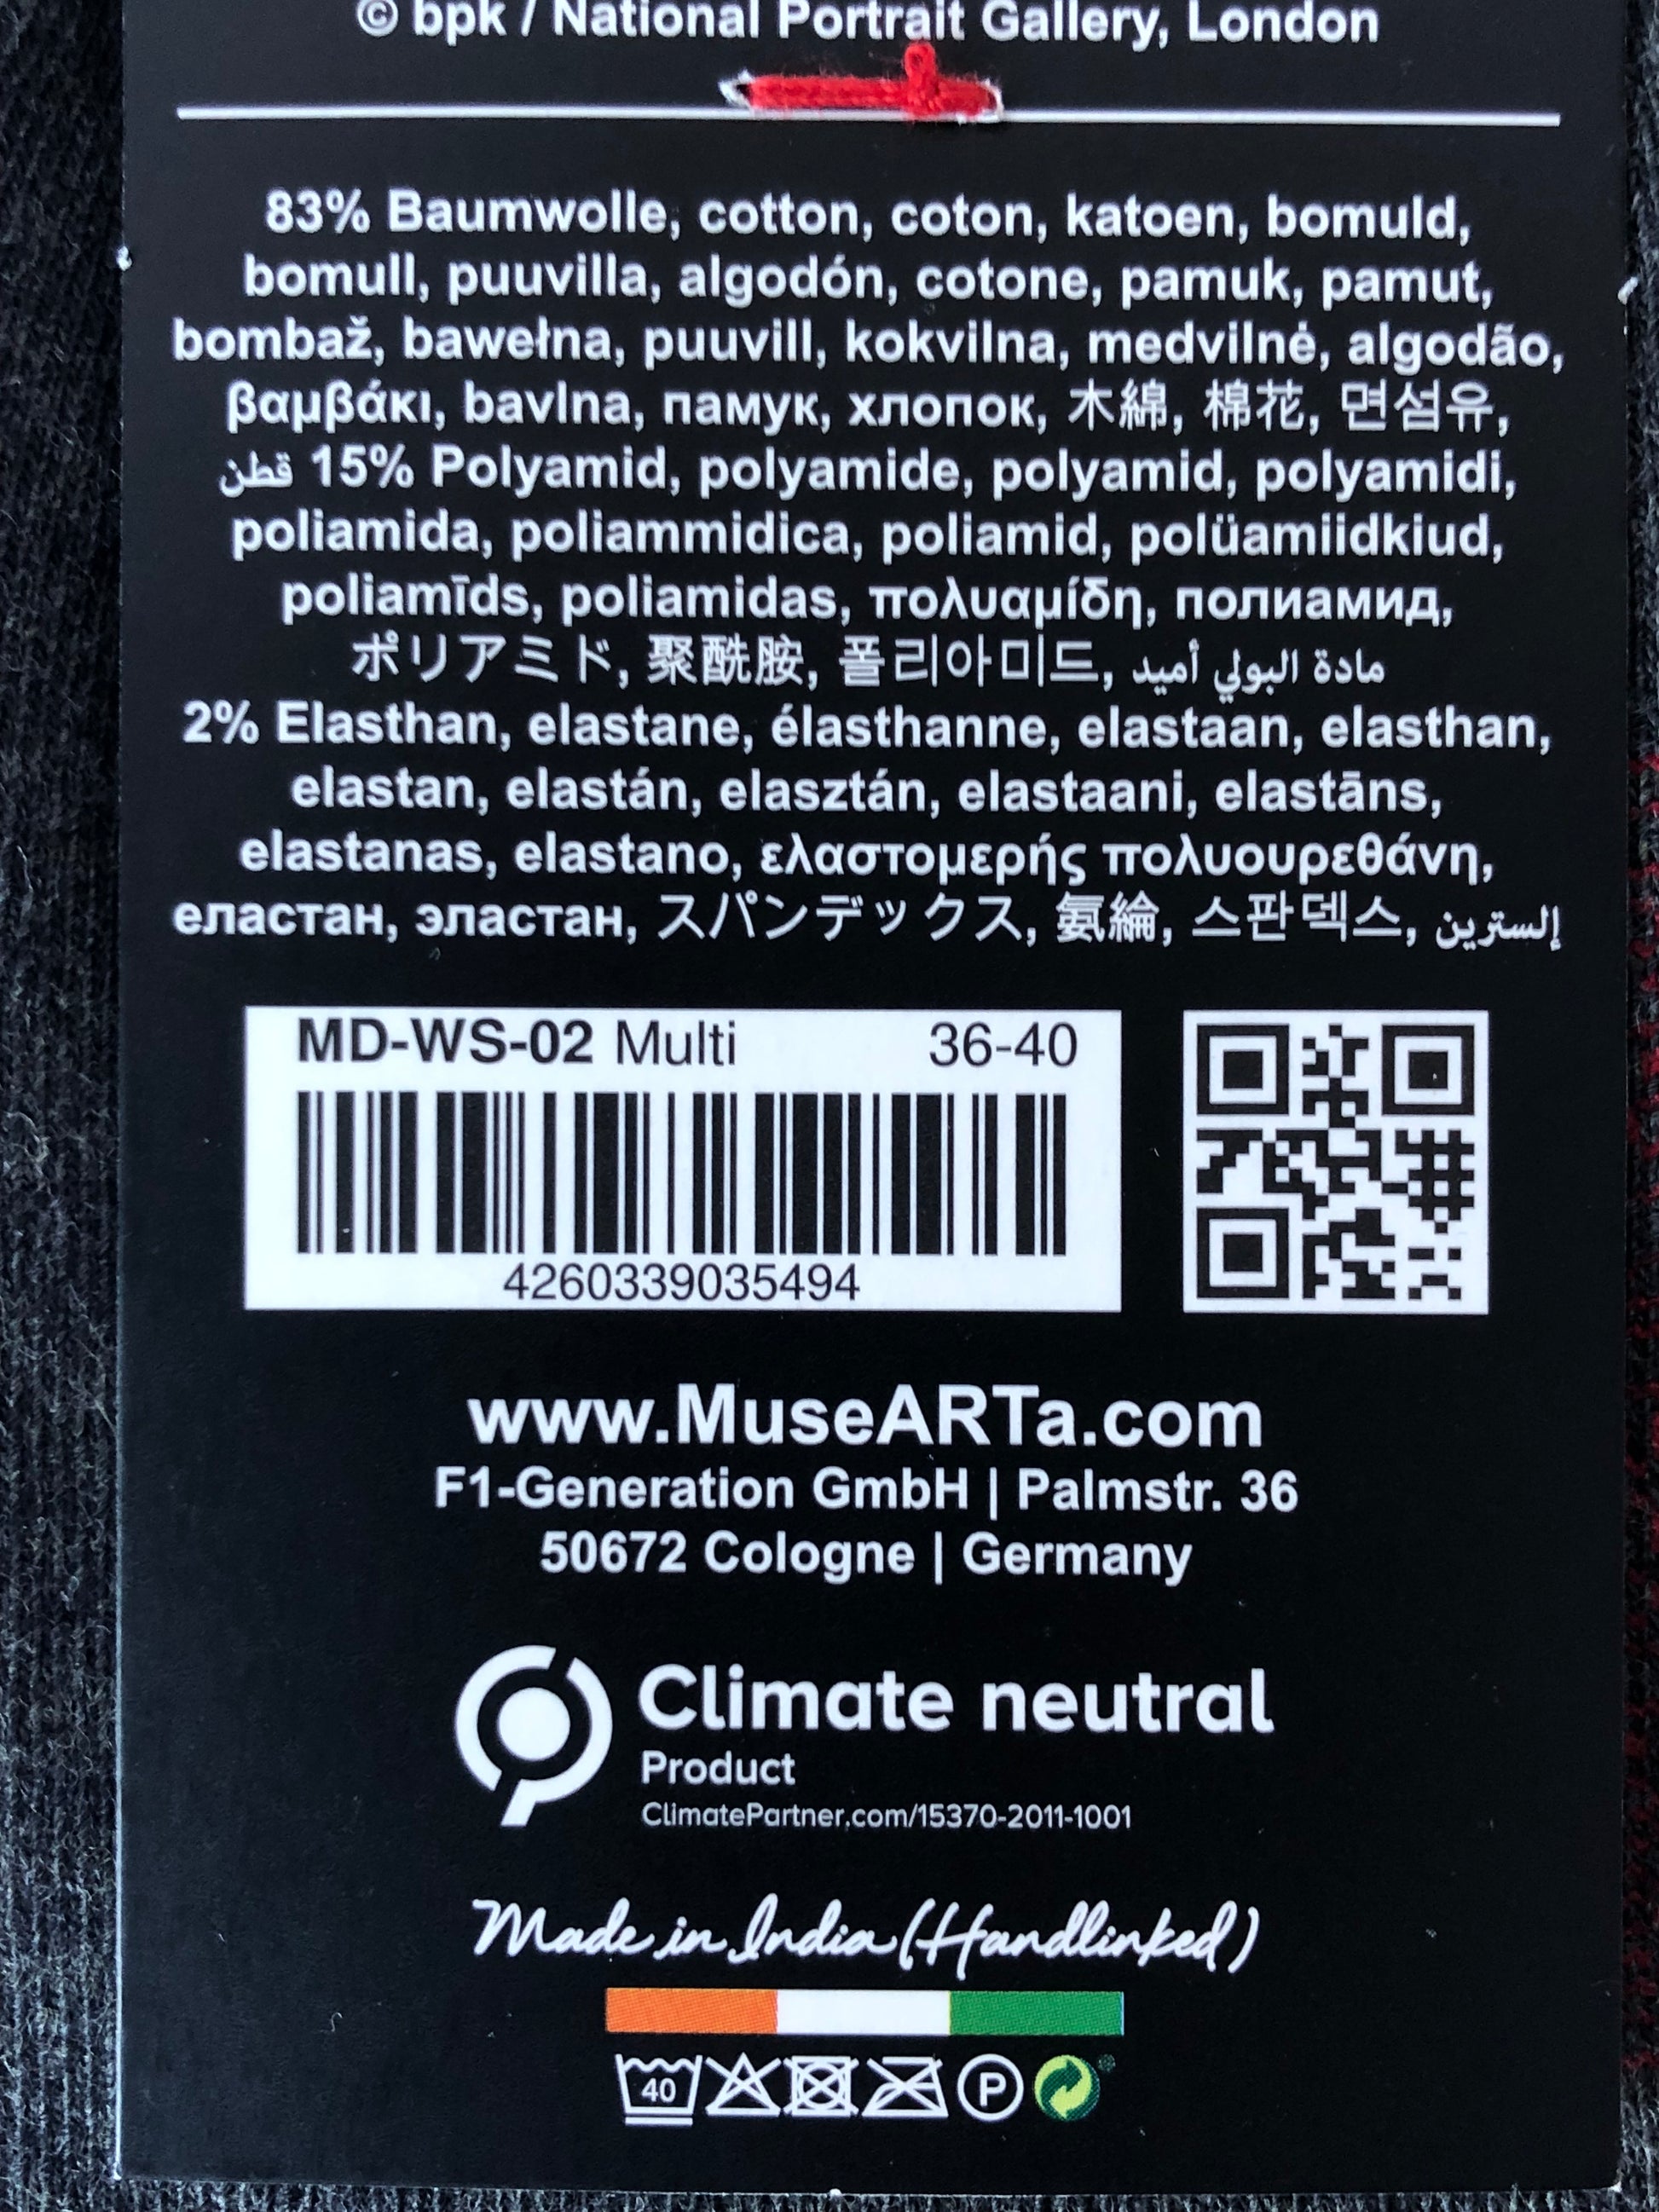 © bpk / National Portrait Gallery, London
83% Baumwolle, cotton, coton, katoen, bomuld,
bomull, puuvilla, algodón, cotone, pamuk, pamut,
bombaž, bawełna, puuvill, kokvilna, medvilnė, algodão,
βαμβάκι, bavlna, памук, хлопок, 木綿, 棉花, 면섬유,
قطن 15% Polyamid, polyamide, polyamid, polyamidi,
poliamida, poliammidica, poliamid, polüamiidkiud,
poliamīds, poliamidas, πολυαμίδη, полиамид,
ポリアミド, 聚酰胺, 폴리아미드, مادة البولي أميد
2% Elasthan, elastane, élasthanne, elastaan, elasthan,
elastan, elastán, elasztán, elastaani, elastāns,
elastanas, elastano, ελαστομερής πολυουρεθάνη,
еластан, эластан, スパンデックス, 氨綸, 스판덱스, إلسترين
MD-WS-02 Multi 36-40
4260339035494
www.MuseARTa.com
F1-Generation GmbH | Palmstr. 36
50672 Cologne | Germany
Climate neutral
Product
ClimatePartner.com/15370-2011-1001
Made in India (Handlinked)
40 P